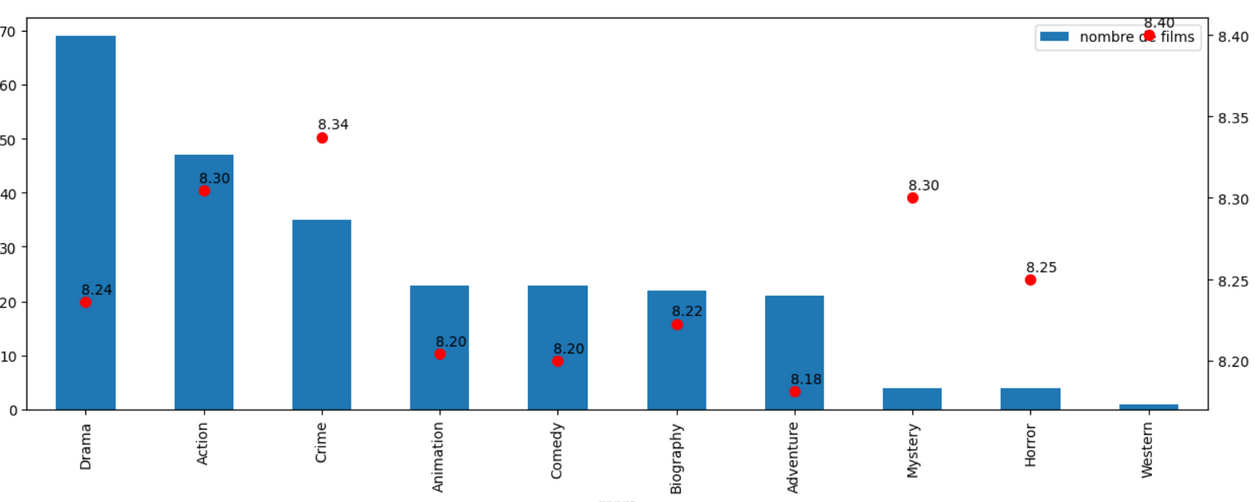 70
60
50
40
30
20
10
0
nombre de films
8.40
8.35
8.30
8.25
8.20
8.24
8.30
8.34
8.20
8.20
8.22
8.18
8.30
8.25
8.40
Drama
Action
Crime
Animation
Comedy
Biography
Adventure
Mystery
Horror
Western